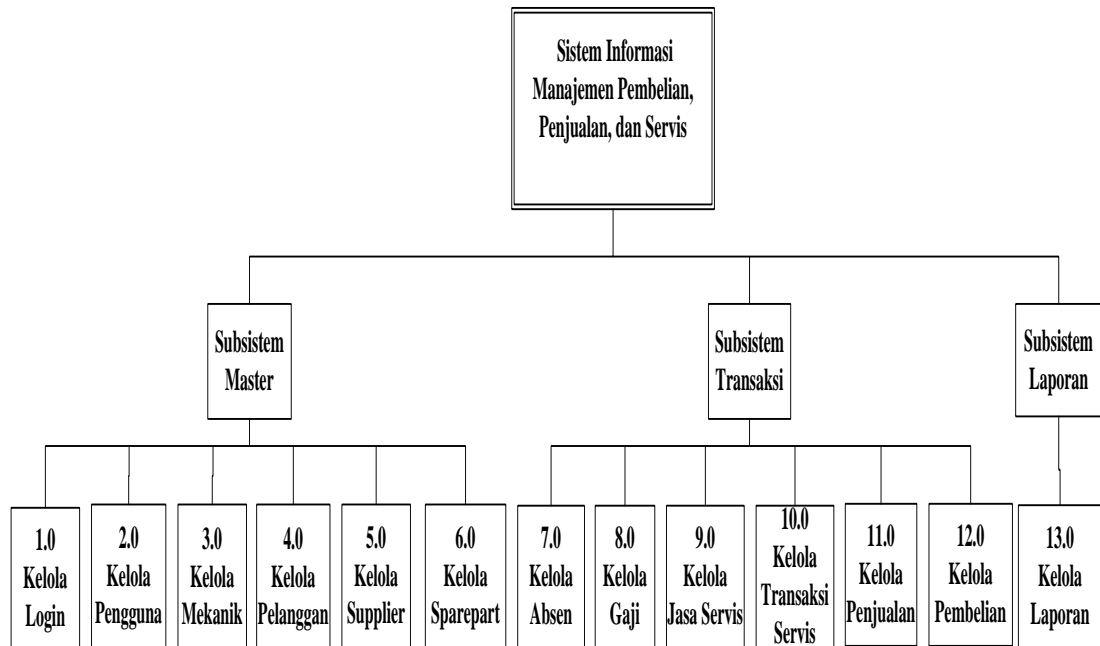 Sistem Informasi
Manajemen Pembelian,
Penjualan, dan Servis
Subsistem
Master
Subsistem
Transaksi
Subsistem
Laporan
1.0
Kelola
Login
2.0
Kelola
Pengguna
3.0
Kelola
Mekanik
4.0
Kelola
Pelanggan
5.0
Kelola
Supplier
6.0
Kelola
Sparepart
7.0
Kelola
Absen
8.0
Kelola
Gaji
9.0
Kelola
Jasa Servis
10.0
Kelola
Transaksi
Servis
11.0
Kelola
Penjualan
12.0
Kelola
Pembelian
13.0
Kelola
Laporan